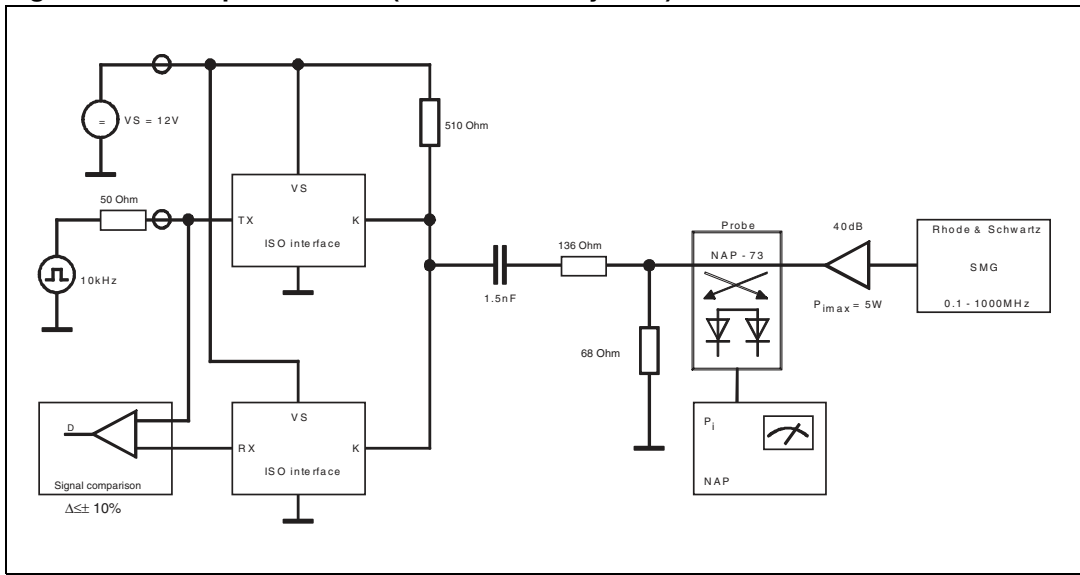 510 Ohm
VS = 12V
=
VS
50 Ohm
TX
K
ISO interface
10kHz
1.5nF
136 Ohm
68 Ohm
Probe
NAP - 73
40dB
Pimax = 5W
Rhode & Schwartz
SMG
0.1 - 1000MHz
VS
RX
K
ISO interface
D
Signal comparison
Δ≤± 10%
Pi
NAP